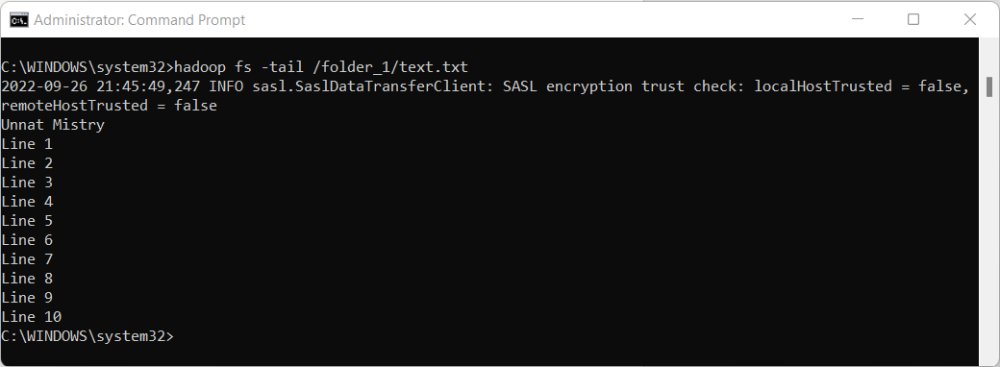 Administrator: Command Prompt
C:\WINDOWS\system32>hadoop fs -tail /folder_1/text.txt
2022-09-26 21:45:49,247 INFO sasl.SaslDataTransferClient: SASL encryption trust check: localHostTrusted = false,
remoteHostTrusted = false
Unnat Mistry
Line 1
Line 2
Line 3
Line 4
Line 5
Line 6
Line 7
Line 8
Line 9
Line 10
C:\WINDOWS\system32>